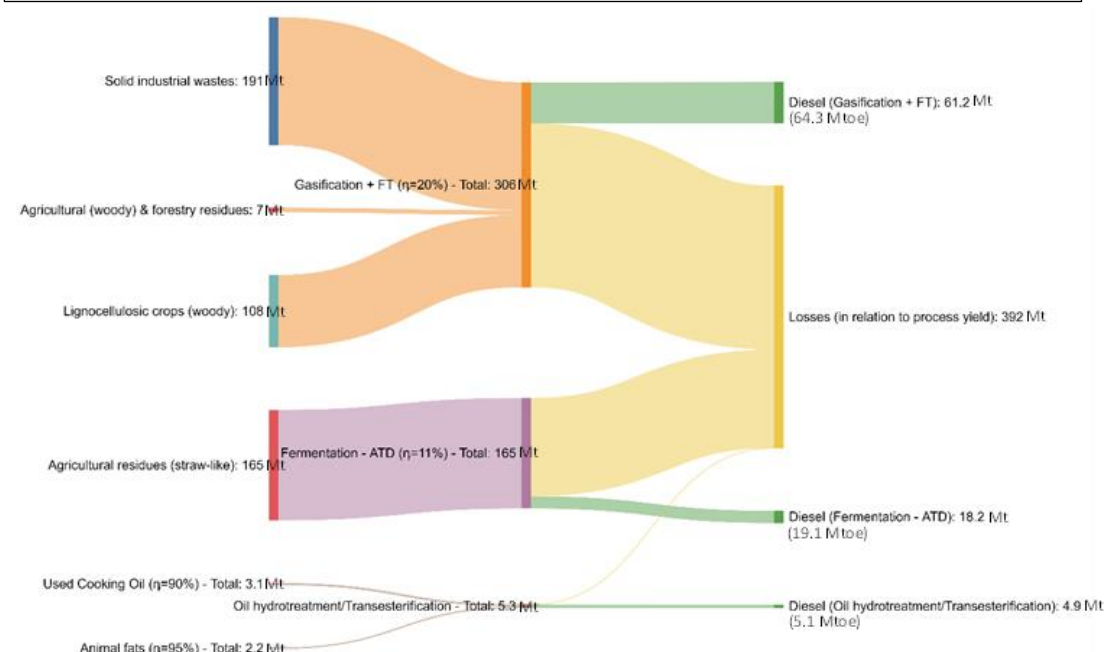 Solid industrial wastes: 191 Mt
Diesel (Gasification + FT): 61.2 Mt
(64.3 Mtoe)
Gasification + FT (η=20%) - Total: 306 Mt
Agricultural (woody) & forestry residues: 7 Mt
Lignocellulosic crops (woody): 108 Mt
Losses (in relation to process yield): 392 Mt
Fermentation - ATD (η=11%) - Total: 165 Mt
Agricultural residues (straw-like): 165 Mt
Diesel (Fermentation - ATD): 18.2 Mt
(19.1 Mtoe)
Used Cooking Oil (η=90%) - Total: 3.1 Mt
Oil hydrotreatment/Transesterification - Total: 5.3 Mt
Diesel (Oil hydrotreatment/Transesterification): 4.9 Mt
(5.1 Mtoe)
Animal fats (η=95%) - Total: 2.2 Mt